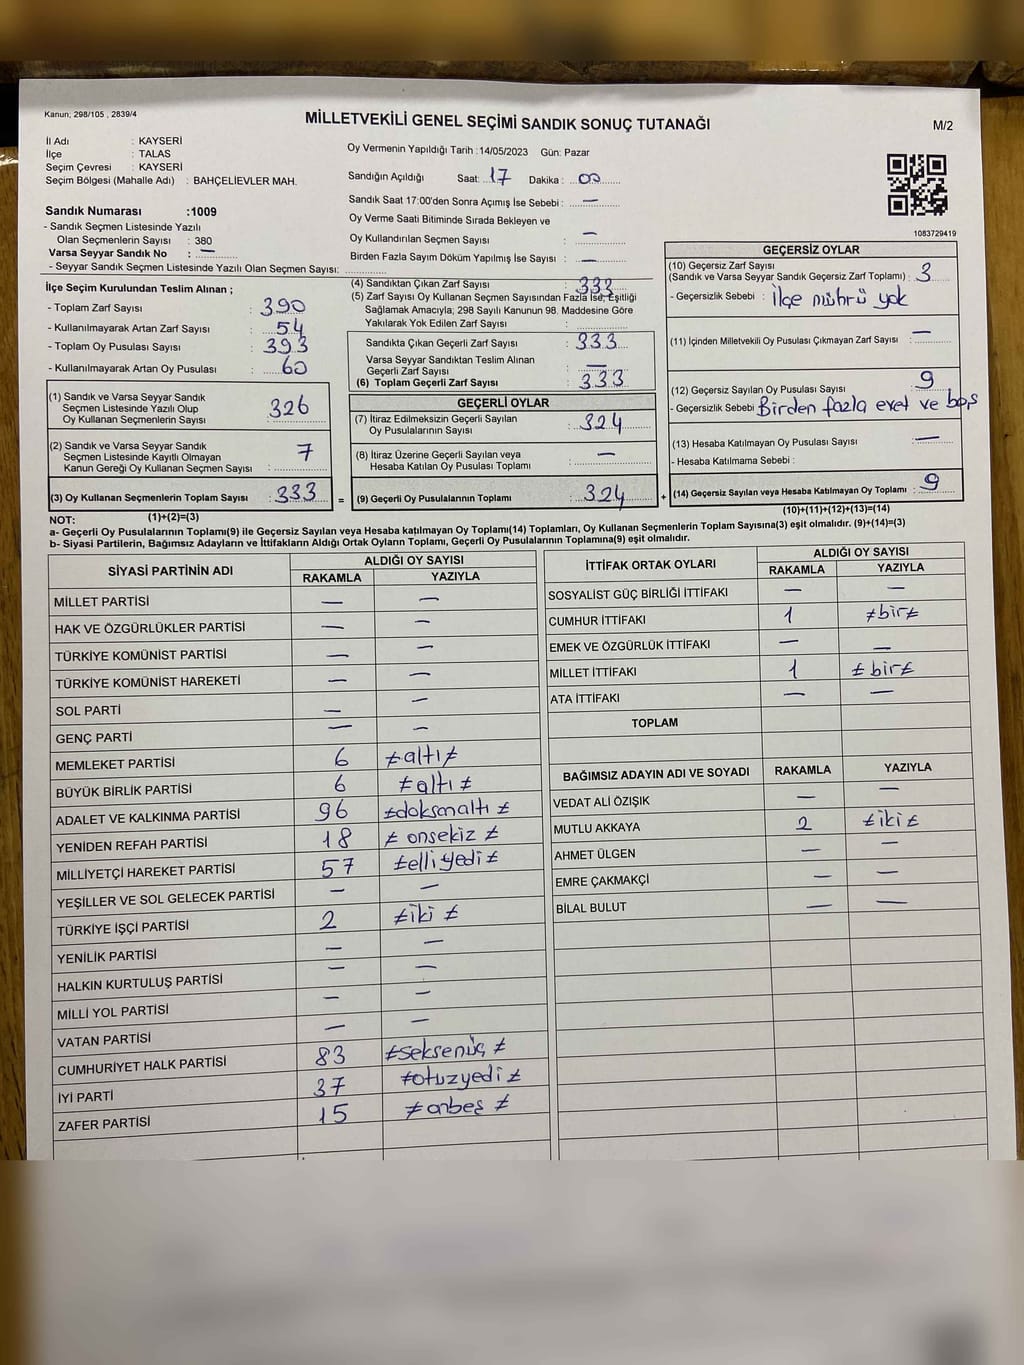 Kanun; 298/105 , 2839/4
MİLLETVEKİLİ GENEL SEÇİMİ SANDIK SONUÇ TUTANAĞI
M/2
İl Adı : KAYSERİ
İlçe : TALAS
Seçim Çevresi : KAYSERİ
Seçim Bölgesi (Mahalle Adı) : BAHÇELİEVLER MAH.
Sandık Numarası :1009
- Sandık Seçmen Listesinde Yazılı
Olan Seçmenlerin Sayısı : 380
Varsa Seyyar Sandık No : —
- Seyyar Sandık Seçmen Listesinde Yazılı Olan Seçmen Sayısı:
Oy Vermenin Yapıldığı Tarih :14/05/2023 Gün: Pazar
Sandığın Açıldığı Saat: 17 Dakika : 00
Sandık Saat 17:00'den Sonra Açımış İse Sebebi : —
Oy Verme Saati Bitiminde Sırada Bekleyen ve
Oy Kullandırılan Seçmen Sayısı : —
Birden Fazla Sayım Döküm Yapılmış İse Sayısı : —
1083729419
İlçe Seçim Kurulundan Teslim Alınan ;
- Toplam Zarf Sayısı : 390
- Kullanılmayarak Artan Zarf Sayısı : 54
- Toplam Oy Pusulası Sayısı : 393
- Kullanılmayarak Artan Oy Pusulası : 60
(1) Sandık ve Varsa Seyyar Sandık
Seçmen Listesinde Yazılı Olup
Oy Kullanan Seçmenlerin Sayısı : 326
(2) Sandık ve Varsa Seyyar Sandık
Seçmen Listesinde Kayıtlı Olmayan
Kanun Gereği Oy Kullanan Seçmen Sayısı : 7
(3) Oy Kullanan Seçmenlerin Toplam Sayısı : 333 =
(4) Sandıktan Çıkan Zarf Sayısı : 333
(5) Zarf Sayısı Oy Kullanan Seçmen Sayısından Fazla İse, Eşitliği
Sağlamak Amacıyla; 298 Sayılı Kanunun 98. Maddesine Göre
Yakılarak Yok Edilen Zarf Sayısı :
Sandıkta Çıkan Geçerli Zarf Sayısı : 333
Varsa Seyyar Sandıktan Teslim Alınan
Geçerli Zarf Sayısı : —
(6) Toplam Geçerli Zarf Sayısı : 333
GEÇERLİ OYLAR
(7) İtiraz Edilmeksizin Geçerli Sayılan
Oy Pusulalarının Sayısı : 324
(8) İtiraz Üzerine Geçerli Sayılan veya
Hesaba Katılan Oy Pusulası Toplamı : —
(9) Geçerli Oy Pusulalarının Toplamı : 324 +
GEÇERSİZ OYLAR
(10) Geçersiz Zarf Sayısı
(Sandık ve Varsa Seyyar Sandık Geçersiz Zarf Toplamı) : 3
- Geçersizlik Sebebi : İlçe mührü yok
(11) İçinden Milletvekili Oy Pusulası Çıkmayan Zarf Sayısı : —
(12) Geçersiz Sayılan Oy Pusulası Sayısı : 9
- Geçersizlik Sebebi Birden fazla evet ve boş
(13) Hesaba Katılmayan Oy Pusulası Sayısı : —
- Hesaba Katılmama Sebebi :
(14) Geçersiz Sayılan veya Hesaba Katılmayan Oy Toplamı : 9
NOT: (1)+(2)=(3)
(10)+(11)+(12)+(13)=(14)
a- Geçerli Oy Pusulalarının Toplamı(9) ile Geçersiz Sayılan veya Hesaba katılmayan Oy Toplamı(14) Toplamları, Oy Kullanan Seçmenlerin Toplam Sayısına(3) eşit olmalıdır. (9)+(14)=(3)
b- Siyasi Partilerin, Bağımsız Adayların ve İttifakların Aldığı Ortak Oyların Toplamı, Geçerli Oy Pusulalarının Toplamına(9) eşit olmalıdır.
SİYASİ PARTİNİN ADI ALDIĞI OY SAYISI
RAKAMLA YAZIYLA
MİLLET PARTİSİ — —
HAK VE ÖZGÜRLÜKLER PARTİSİ — —
TÜRKİYE KOMÜNİST PARTİSİ — —
TÜRKİYE KOMÜNİST HAREKETİ — —
SOL PARTİ — —
GENÇ PARTİ — —
MEMLEKET PARTİSİ 6 ≠altı≠
BÜYÜK BİRLİK PARTİSİ 6 ≠altı≠
ADALET VE KALKINMA PARTİSİ 96 ≠doksanaltı≠
YENİDEN REFAH PARTİSİ 18 ≠onsekiz≠
MİLLİYETÇİ HAREKET PARTİSİ 57 ≠elliyedi≠
YEŞİLLER VE SOL GELECEK PARTİSİ — —
TÜRKİYE İŞÇİ PARTİSİ 2 ≠iki≠
YENİLİK PARTİSİ — —
HALKIN KURTULUŞ PARTİSİ — —
MİLLİ YOL PARTİSİ — —
VATAN PARTİSİ — —
CUMHURİYET HALK PARTİSİ 83 ≠seksenüç≠
İYİ PARTİ 37 ≠otuzyedi≠
ZAFER PARTİSİ 15 ≠onbeş≠
İTTİFAK ORTAK OYLARI ALDIĞI OY SAYISI
RAKAMLA YAZIYLA
SOSYALİST GÜÇ BİRLİĞİ İTTİFAKI — —
CUMHUR İTTİFAKI 1 ≠bir≠
EMEK VE ÖZGÜRLÜK İTTİFAKI — —
MİLLET İTTİFAKI 1 ≠bir≠
ATA İTTİFAKI — —
TOPLAM
BAĞIMSIZ ADAYIN ADI VE SOYADI RAKAMLA YAZIYLA
VEDAT ALİ ÖZIŞIK — —
MUTLU AKKAYA 2 ≠iki≠
AHMET ÜLGEN — —
EMRE ÇAKMAKÇİ — —
BİLAL BULUT — —